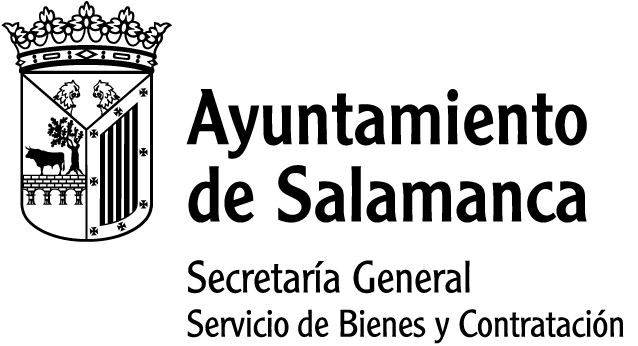 Ayuntamiento
de Salamanca
Secretaría General
Servicio de Bienes y Contratación